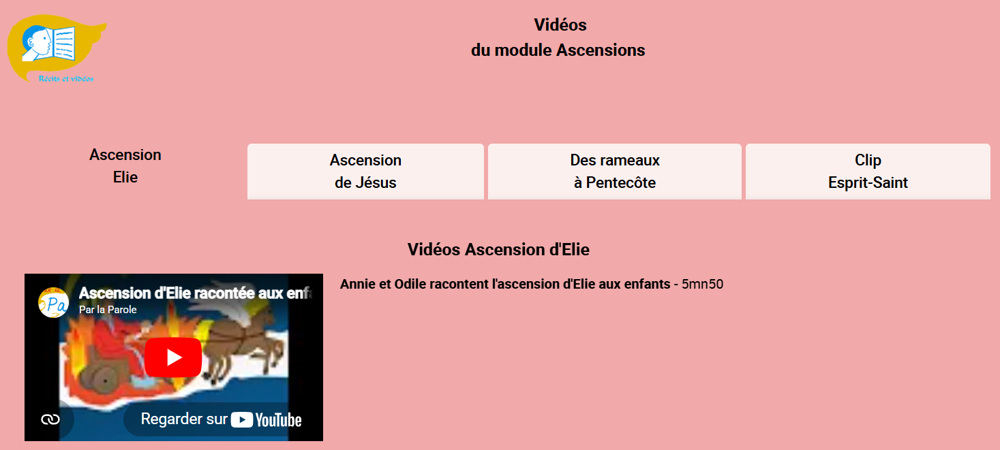 Vidéos
du module Ascensions
Récits et vidéos
Ascension
Elie
Ascension
de Jésus
Des rameaux
à Pentecôte
Clip
Esprit-Saint
Vidéos Ascension d'Elie
Annie et Odile racontent l'ascension d'Elie aux enfants - 5mn50
Pa
Ascension d'Elie racontée aux enf
Par la Parole
Regarder sur YouTube